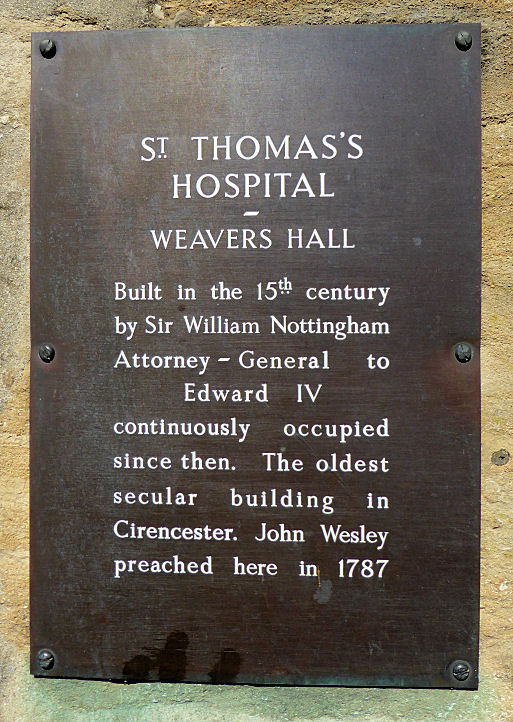 ST THOMAS'S
HOSPITAL
–
WEAVERS HALL
Built in the 15th century
by Sir William Nottingham
Attorney – General to
Edward IV
continuously occupied
since then. The oldest
secular building in
Cirencester. John Wesley
preached here in 1787